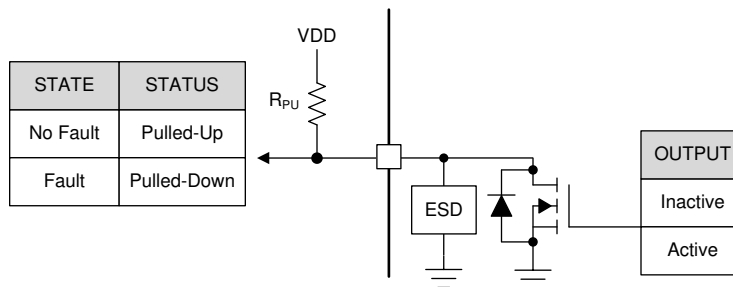 VDD
STATE STATUS
R_PU
No Fault Pulled-Up
Fault Pulled-Down
OUTPUT
ESD
Inactive
Active